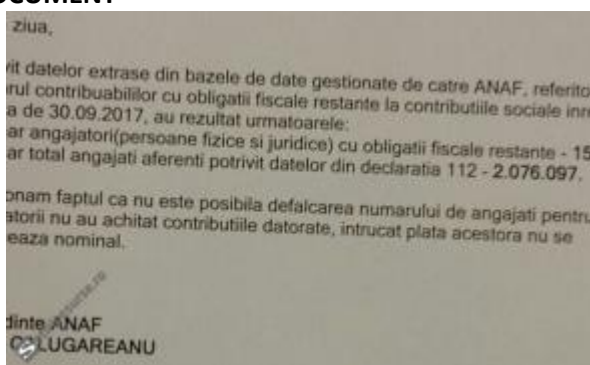 OCUMENT
ziua,
vit datelor extrase din bazele de date gestionate de catre ANAF, referito
rul contribuabililor cu obligatii fiscale restante la contributiile sociale inre
a de 30.09.2017, au rezultat urmatoarele:
ar angajatori(persoane fizice si juridice) cu obligatii fiscale restante - 15
ar total angajati aferenti potrivit datelor din declaratia 112 - 2.076.097.
onam faptul ca nu este posibila defalcarea numarului de angajati pentru
atorii nu au achitat contributiile datorate, intrucat plata acestora nu se
eaza nominal.
dinte ANAF
LUGAREANU